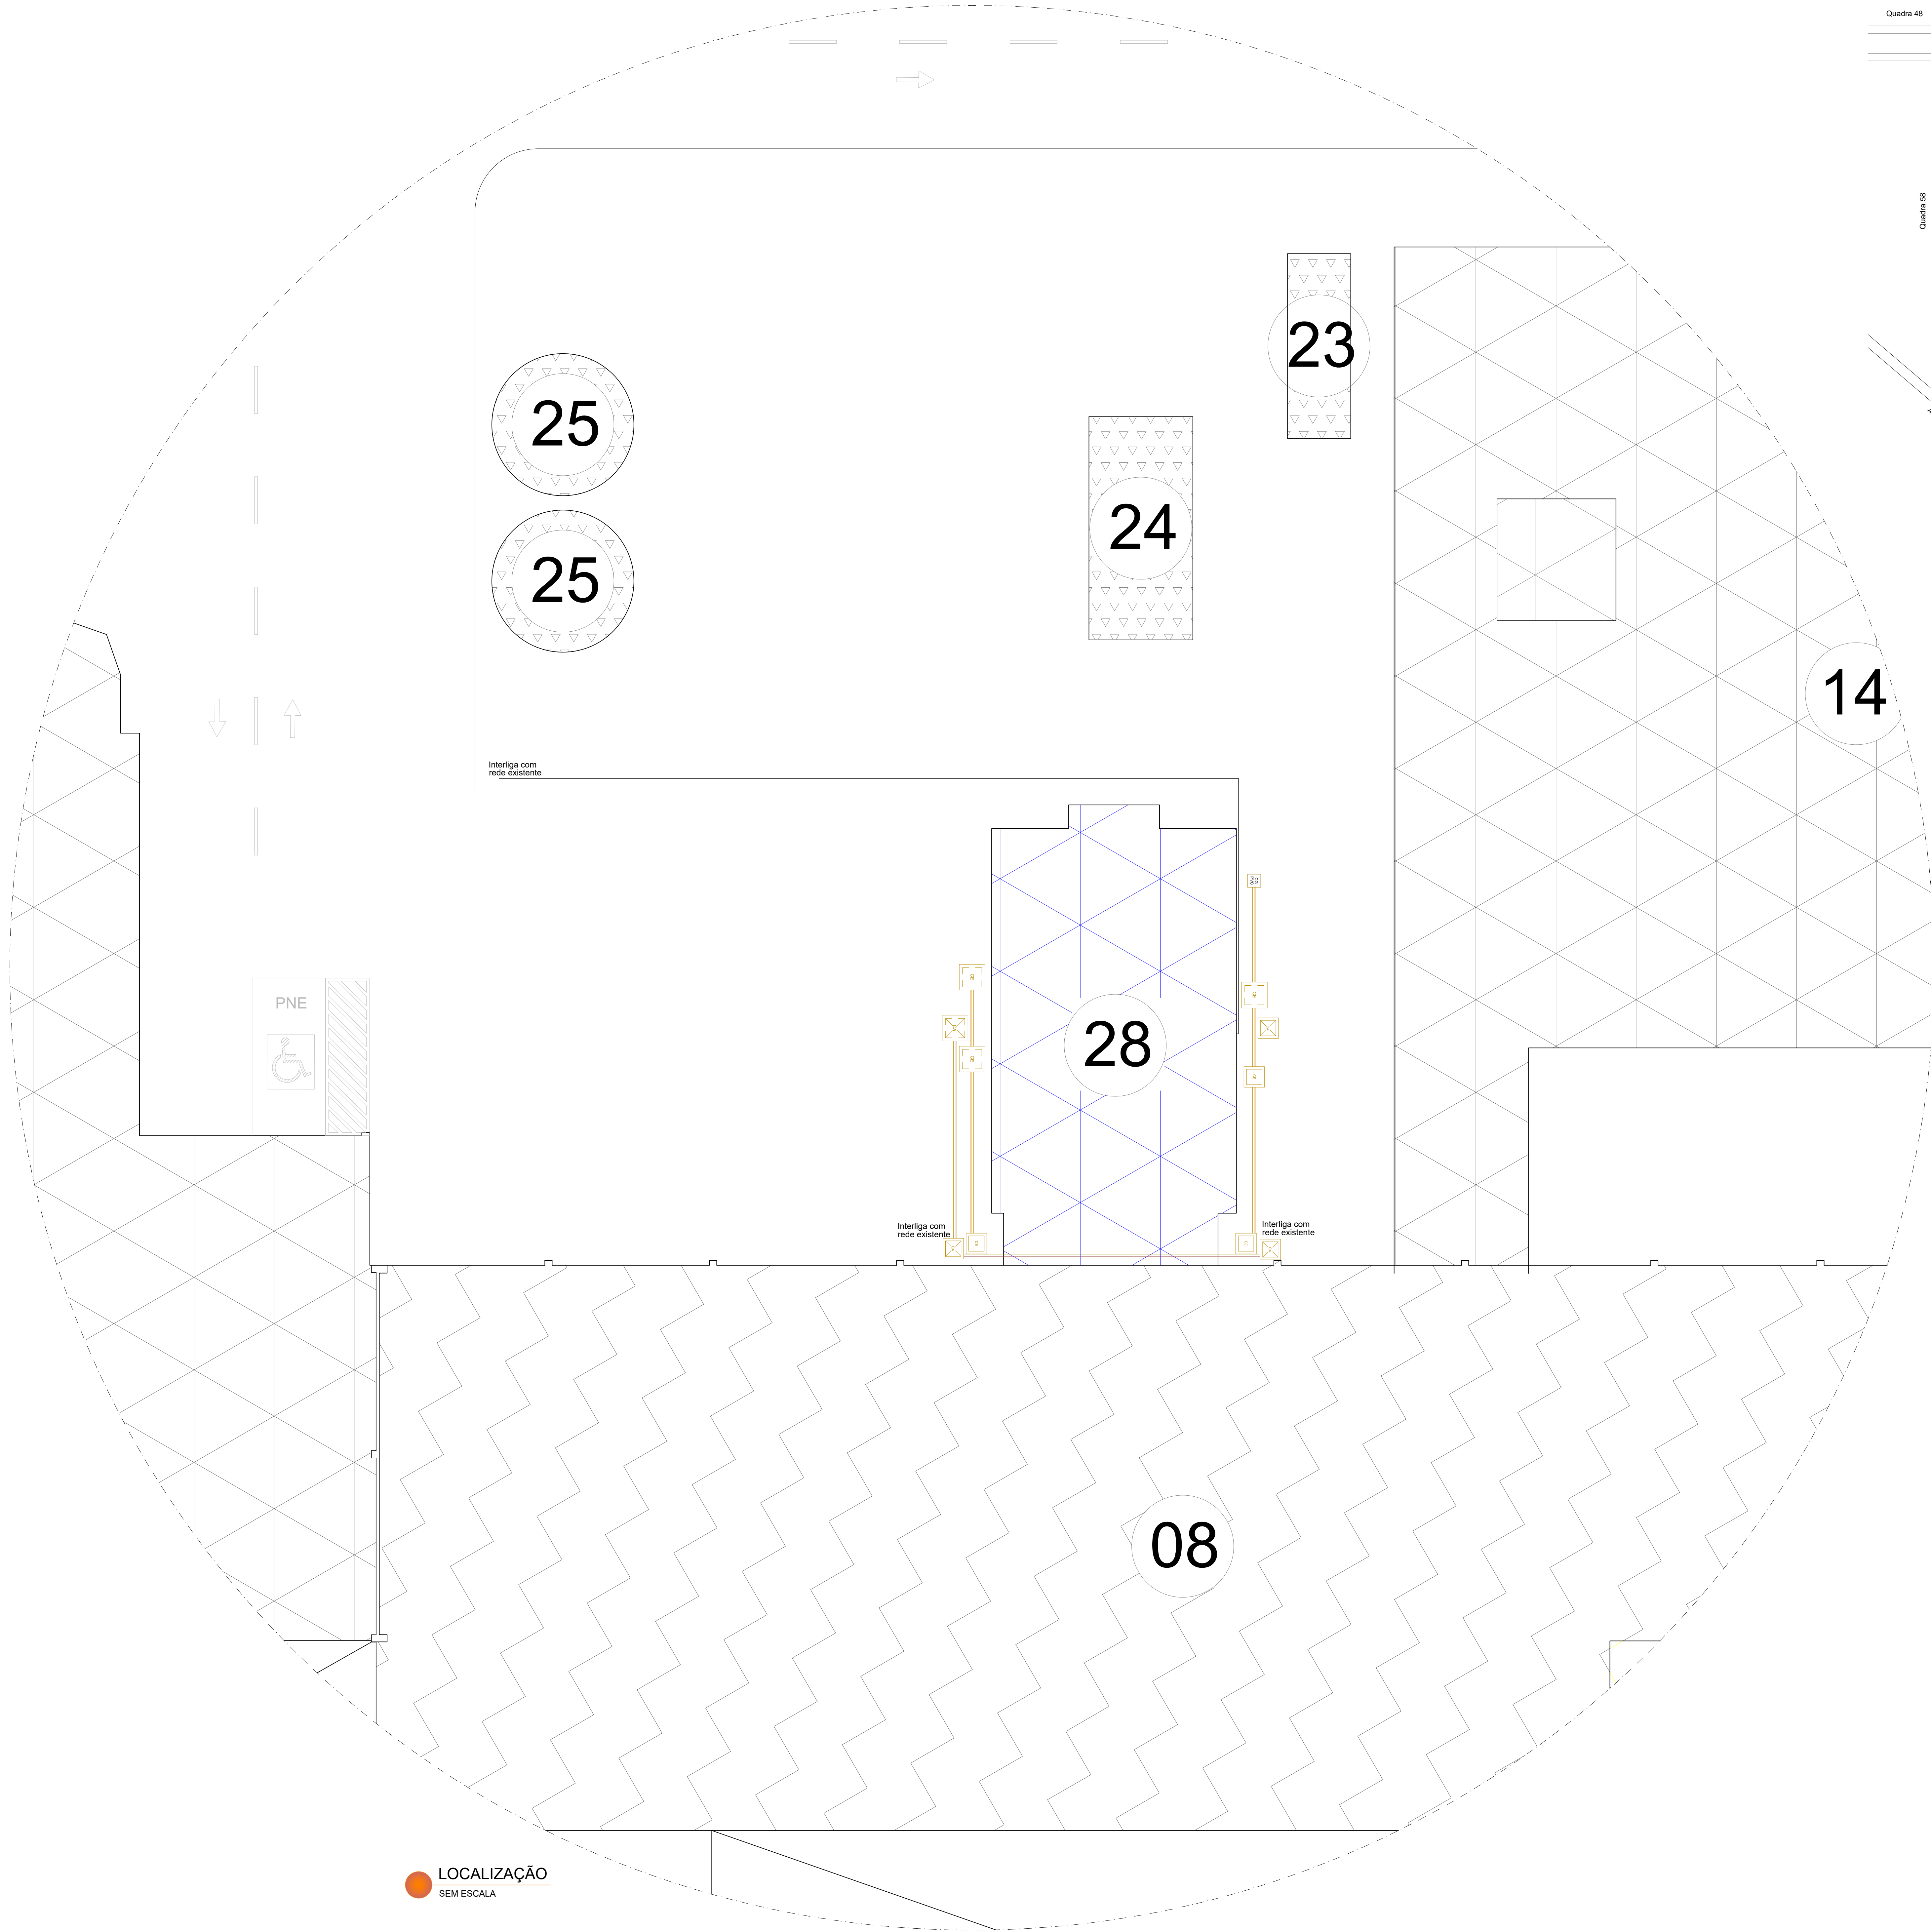 Quadra 48
Quadra 58
23
25
24
25
14
Interliga com
rede existente
PNE
28
Interliga com
rede existente
Interliga com
rede existente
08
LOCALIZAÇÃO
SEM ESCALA